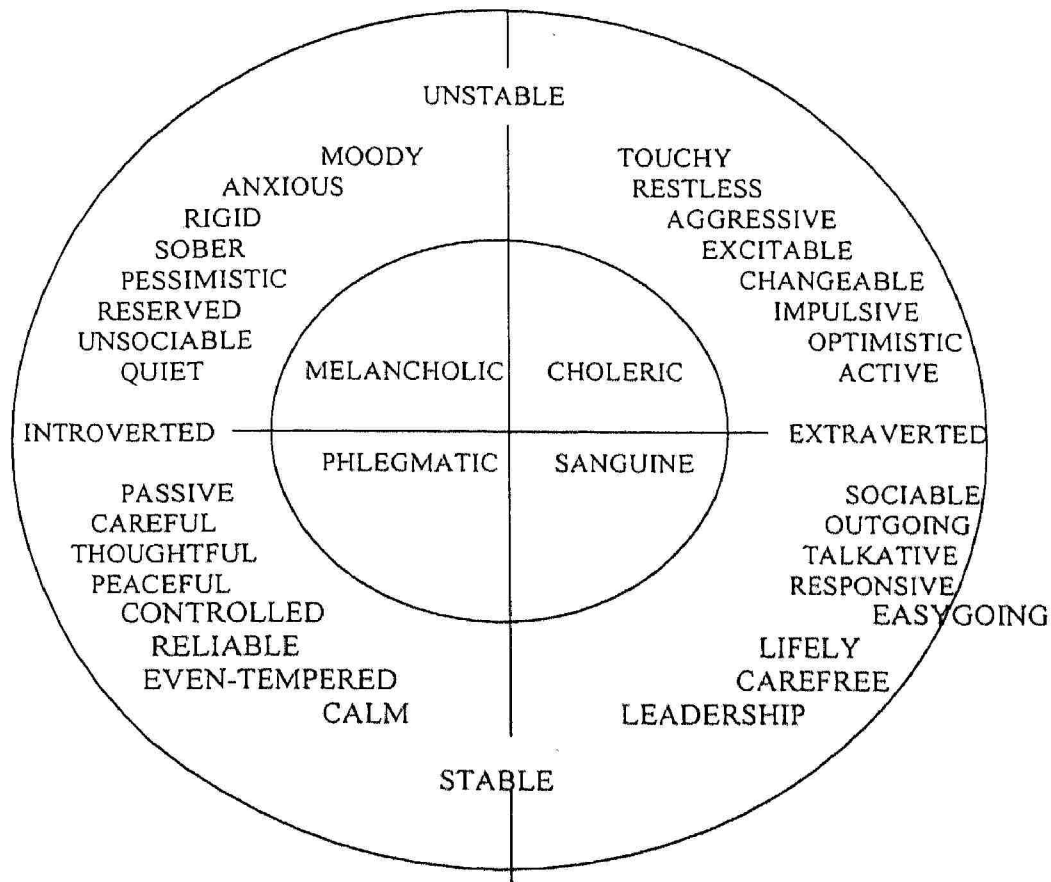 UNSTABLE
MOODY TOUCHY
ANXIOUS RESTLESS
RIGID AGGRESSIVE
SOBER EXCITABLE
PESSIMISTIC CHANGEABLE
RESERVED IMPULSIVE
UNSOCIABLE OPTIMISTIC
QUIET MELANCHOLIC CHOLERIC ACTIVE
INTROVERTED EXTRAVERTED
PHLEGMATIC SANGUINE
PASSIVE SOCIABLE
CAREFUL OUTGOING
THOUGHTFUL TALKATIVE
PEACEFUL RESPONSIVE
CONTROLLED EASYGOING
RELIABLE LIFELY
EVEN-TEMPERED CAREFREE
CALM LEADERSHIP
STABLE